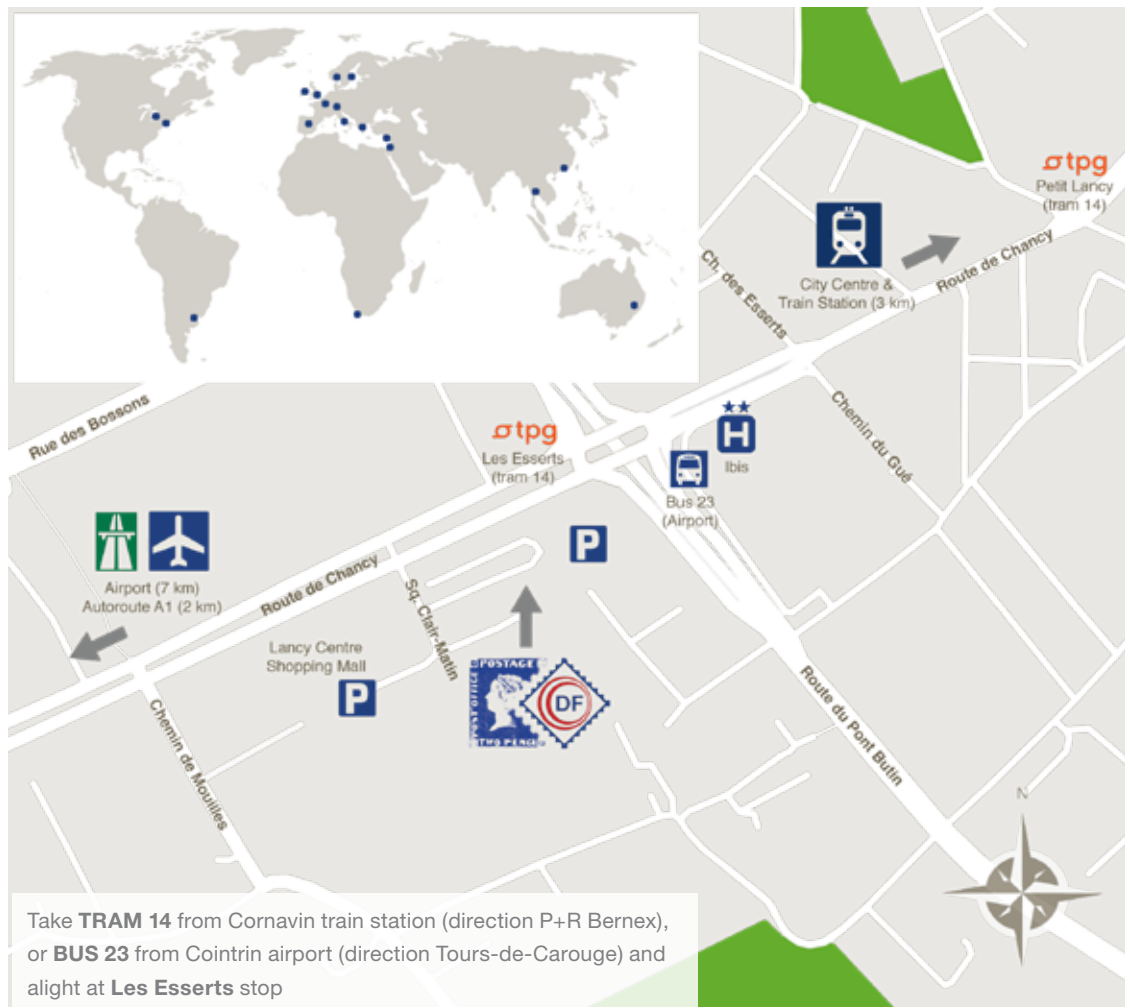 tpg
Petit Lancy
(tram 14)
City Centre &
Train Station (3 km)
Route de Chancy
Ch. des Esserts
Rue des Bossons
tpg
Les Esserts
(tram 14)
H
Ibis
Bus 23
(Airport)
Chemin du Gué
P
Airport (7 km)
Autoroute A1 (2 km)
Route de Chancy
Sq. Clair-Matin
Lancy Centre
Shopping Mall
P
POSTAGE
POST OFFICE
TWO PENCE
DF
Chemin de Mouilles
Route du Pont Butin
N
Take TRAM 14 from Cornavin train station (direction P+R Bernex),
or BUS 23 from Cointrin airport (direction Tours-de-Carouge) and
alight at Les Esserts stop